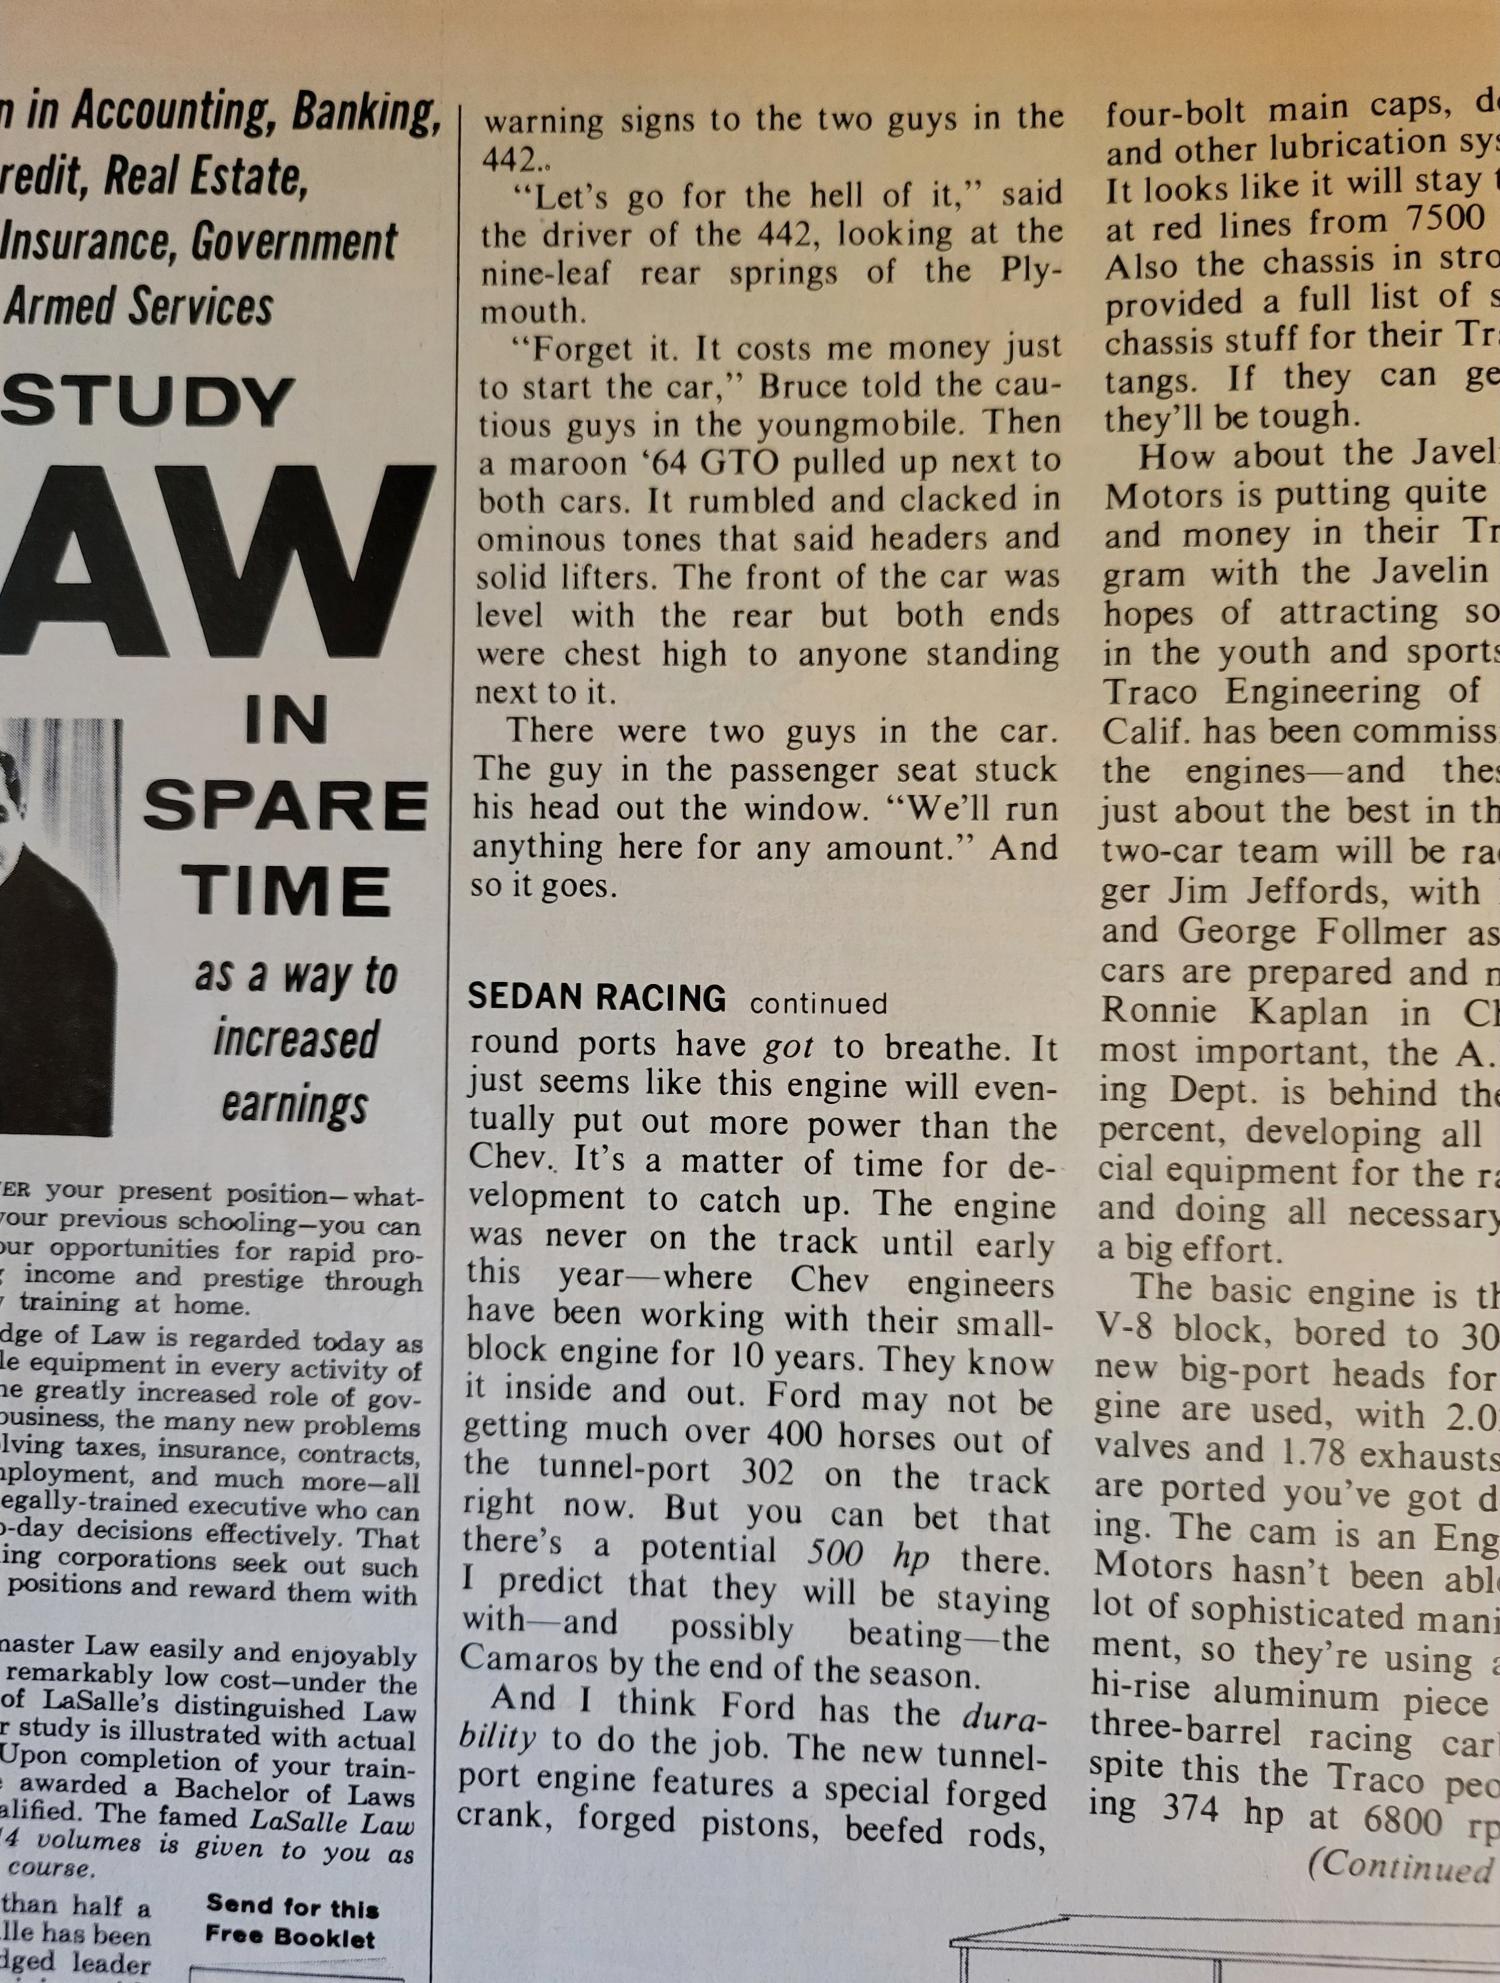 in Accounting, Banking,
redit, Real Estate,
Insurance, Government
Armed Services
STUDY
AW
IN
SPARE
TIME
as a way to
increased
earnings
ER your present position—what-
your previous schooling—you can
our opportunities for rapid pro-
income and prestige through
training at home.
dge of Law is regarded today as
le equipment in every activity of
he greatly increased role of gov-
business, the many new problems
lving taxes, insurance, contracts,
mployment, and much more—all
egally-trained executive who can
o-day decisions effectively. That
ing corporations seek out such
positions and reward them with
master Law easily and enjoyably
remarkably low cost—under the
of LaSalle's distinguished Law
r study is illustrated with actual
Upon completion of your train-
awarded a Bachelor of Laws
alified. The famed LaSalle Law
14 volumes is given to you as
course.
than half a
lle has been
dged leader
Send for this
Free Booklet
warning signs to the two guys in the
442..
“Let's go for the hell of it,” said
the driver of the 442, looking at the
nine-leaf rear springs of the Ply-
mouth.
“Forget it. It costs me money just
to start the car,” Bruce told the cau-
tious guys in the youngmobile. Then
a maroon ‘64 GTO pulled up next to
both cars. It rumbled and clacked in
ominous tones that said headers and
solid lifters. The front of the car was
level with the rear but both ends
were chest high to anyone standing
next to it.
There were two guys in the car.
The guy in the passenger seat stuck
his head out the window. “We'll run
anything here for any amount.” And
so it goes.
SEDAN RACING continued
round ports have got to breathe. It
just seems like this engine will even-
tually put out more power than the
Chev. It's a matter of time for de-
velopment to catch up. The engine
was never on the track until early
this year—where Chev engineers
have been working with their small-
block engine for 10 years. They know
it inside and out. Ford may not be
getting much over 400 horses out of
the tunnel-port 302 on the track
right now. But you can bet that
there's a potential 500 hp there.
I predict that they will be staying
with—and possibly beating—the
Camaros by the end of the season.
And I think Ford has the dura-
bility to do the job. The new tunnel-
port engine features a special forged
crank, forged pistons, beefed rods,
four-bolt main caps, de
and other lubrication sys
It looks like it will stay t
at red lines from 7500
Also the chassis in stro
provided a full list of s
chassis stuff for their Tra
tangs. If they can ge
they'll be tough.
How about the Javeli
Motors is putting quite
and money in their Tr
gram with the Javelin
hopes of attracting so
in the youth and sports
Traco Engineering of
Calif. has been commiss
the engines—and thes
just about the best in th
two-car team will be rac
ger Jim Jeffords, with
and George Follmer as
cars are prepared and m
Ronnie Kaplan in Ch
most important, the A.
ing Dept. is behind the
percent, developing all
cial equipment for the ra
and doing all necessary
a big effort.
The basic engine is th
V-8 block, bored to 30
new big-port heads for
gine are used, with 2.0
valves and 1.78 exhausts
are ported you've got d
ing. The cam is an Eng
Motors hasn't been able
lot of sophisticated mani
ment, so they're using a
hi-rise aluminum piece
three-barrel racing carb
spite this the Traco peo
ing 374 hp at 6800 rp
(Continued